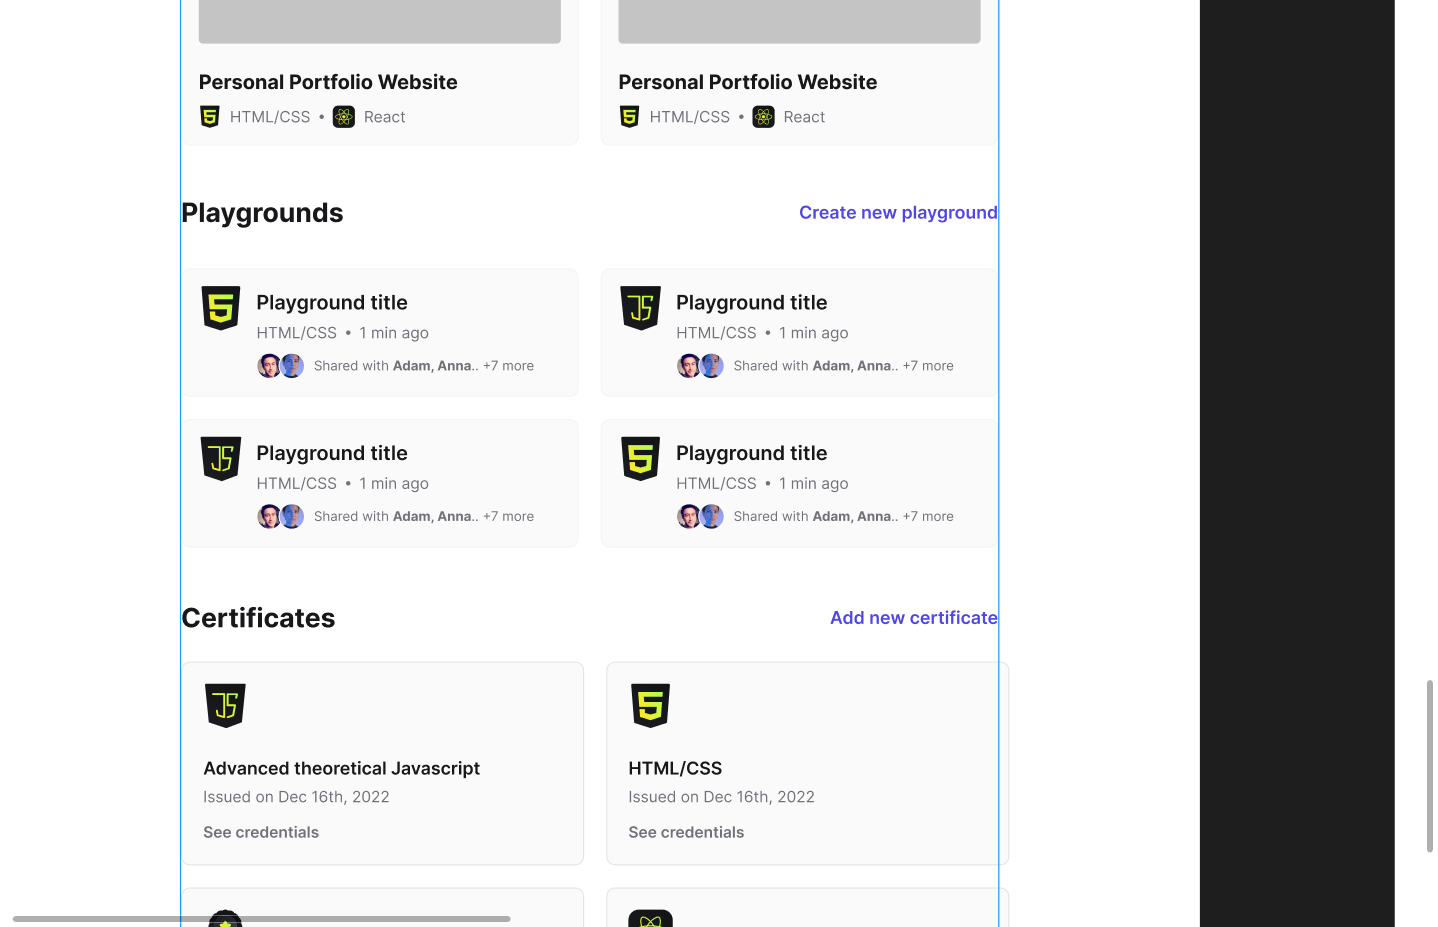 Personal Portfolio Website
HTML/CSS • React
Personal Portfolio Website
HTML/CSS • React
Playgrounds
Create new playground
Playground title
HTML/CSS • 1 min ago
Shared with Adam, Anna.. +7 more
JS
Playground title
HTML/CSS • 1 min ago
Shared with Adam, Anna.. +7 more
JS
Playground title
HTML/CSS • 1 min ago
Shared with Adam, Anna.. +7 more
Playground title
HTML/CSS • 1 min ago
Shared with Adam, Anna.. +7 more
Certificates
Add new certificate
JS
Advanced theoretical Javascript
Issued on Dec 16th, 2022
See credentials
HTML/CSS
Issued on Dec 16th, 2022
See credentials